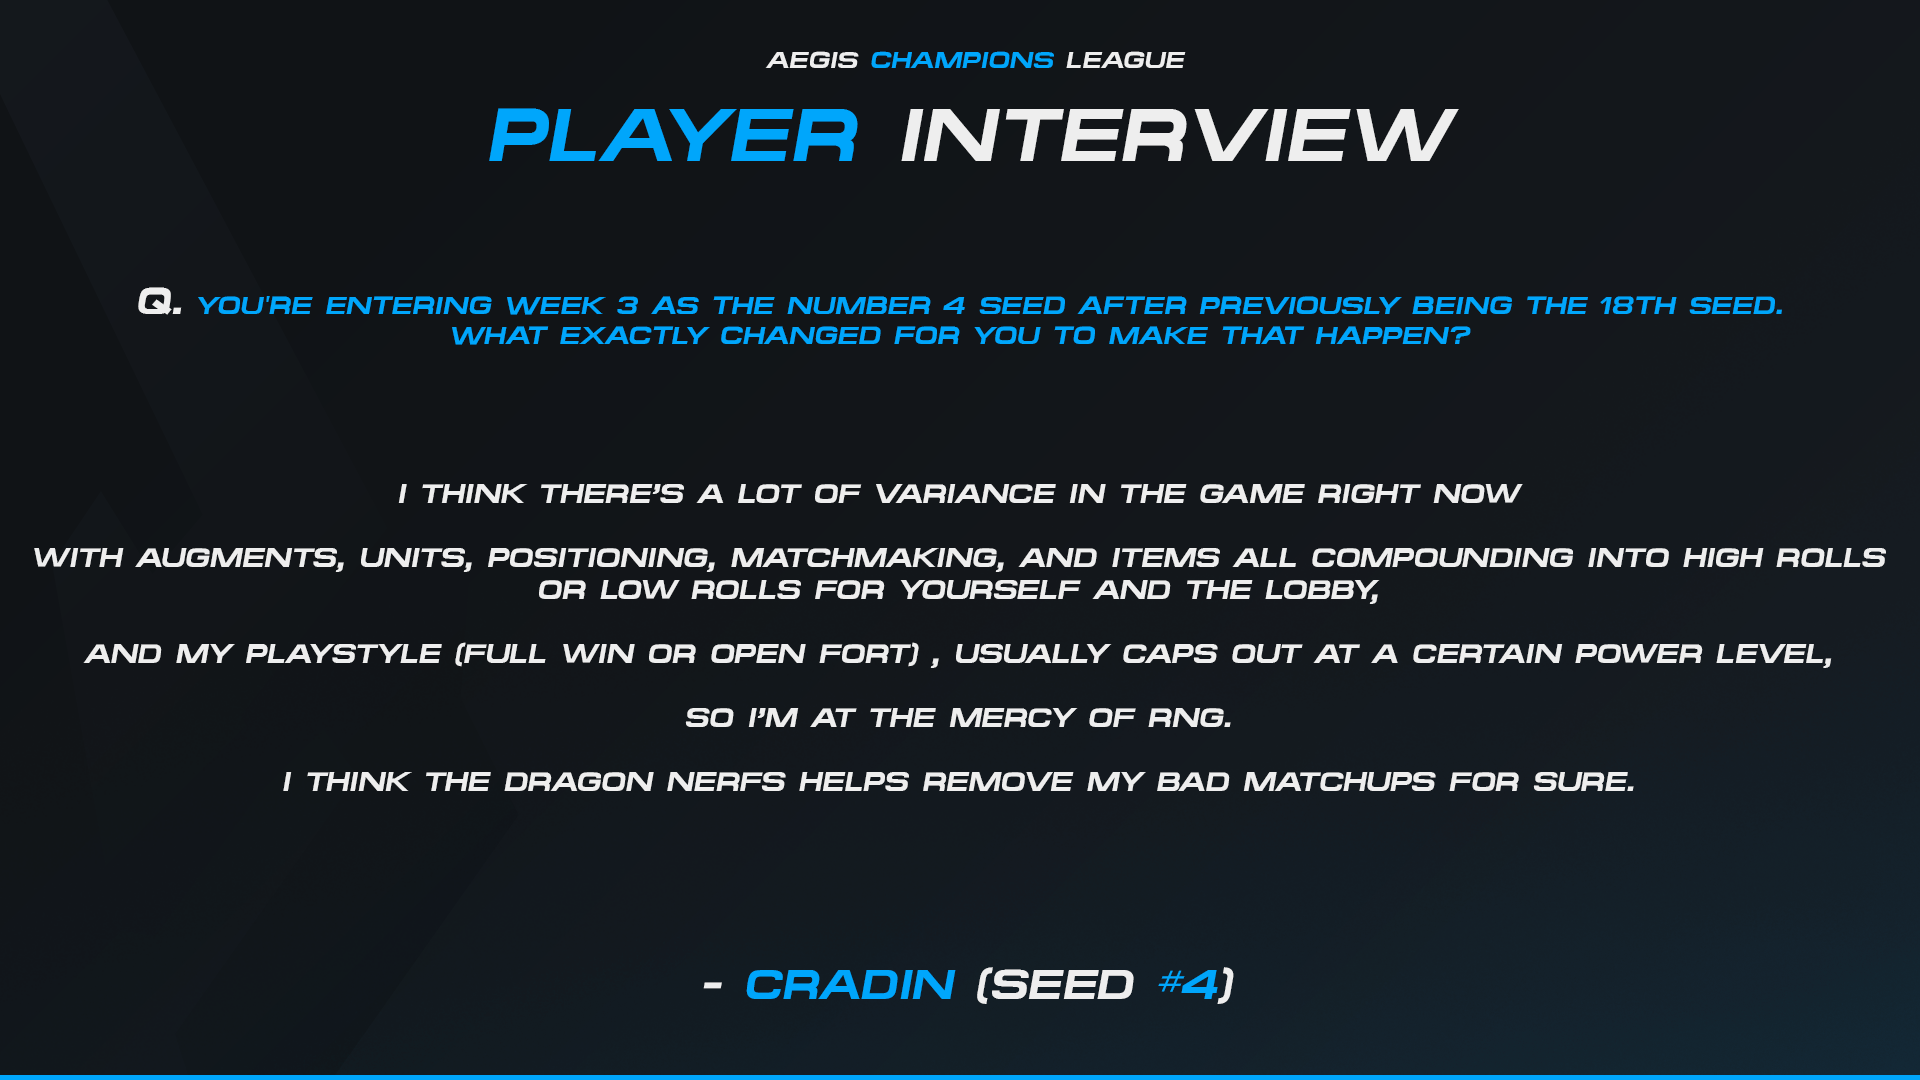 AEGIS CHAMPIONS LEAGUE
PLAYER INTERVIEW
Q. YOU'RE ENTERING WEEK 3 AS THE NUMBER 4 SEED AFTER PREVIOUSLY BEING THE 18TH SEED.
WHAT EXACTLY CHANGED FOR YOU TO MAKE THAT HAPPEN?
I THINK THERE’S A LOT OF VARIANCE IN THE GAME RIGHT NOW
WITH AUGMENTS, UNITS, POSITIONING, MATCHMAKING, AND ITEMS ALL COMPOUNDING INTO HIGH ROLLS
OR LOW ROLLS FOR YOURSELF AND THE LOBBY,
AND MY PLAYSTYLE (FULL WIN OR OPEN FORT) , USUALLY CAPS OUT AT A CERTAIN POWER LEVEL,
SO I’M AT THE MERCY OF RNG.
I THINK THE DRAGON NERFS HELPS REMOVE MY BAD MATCHUPS FOR SURE.
- CRADIN (SEED #4)